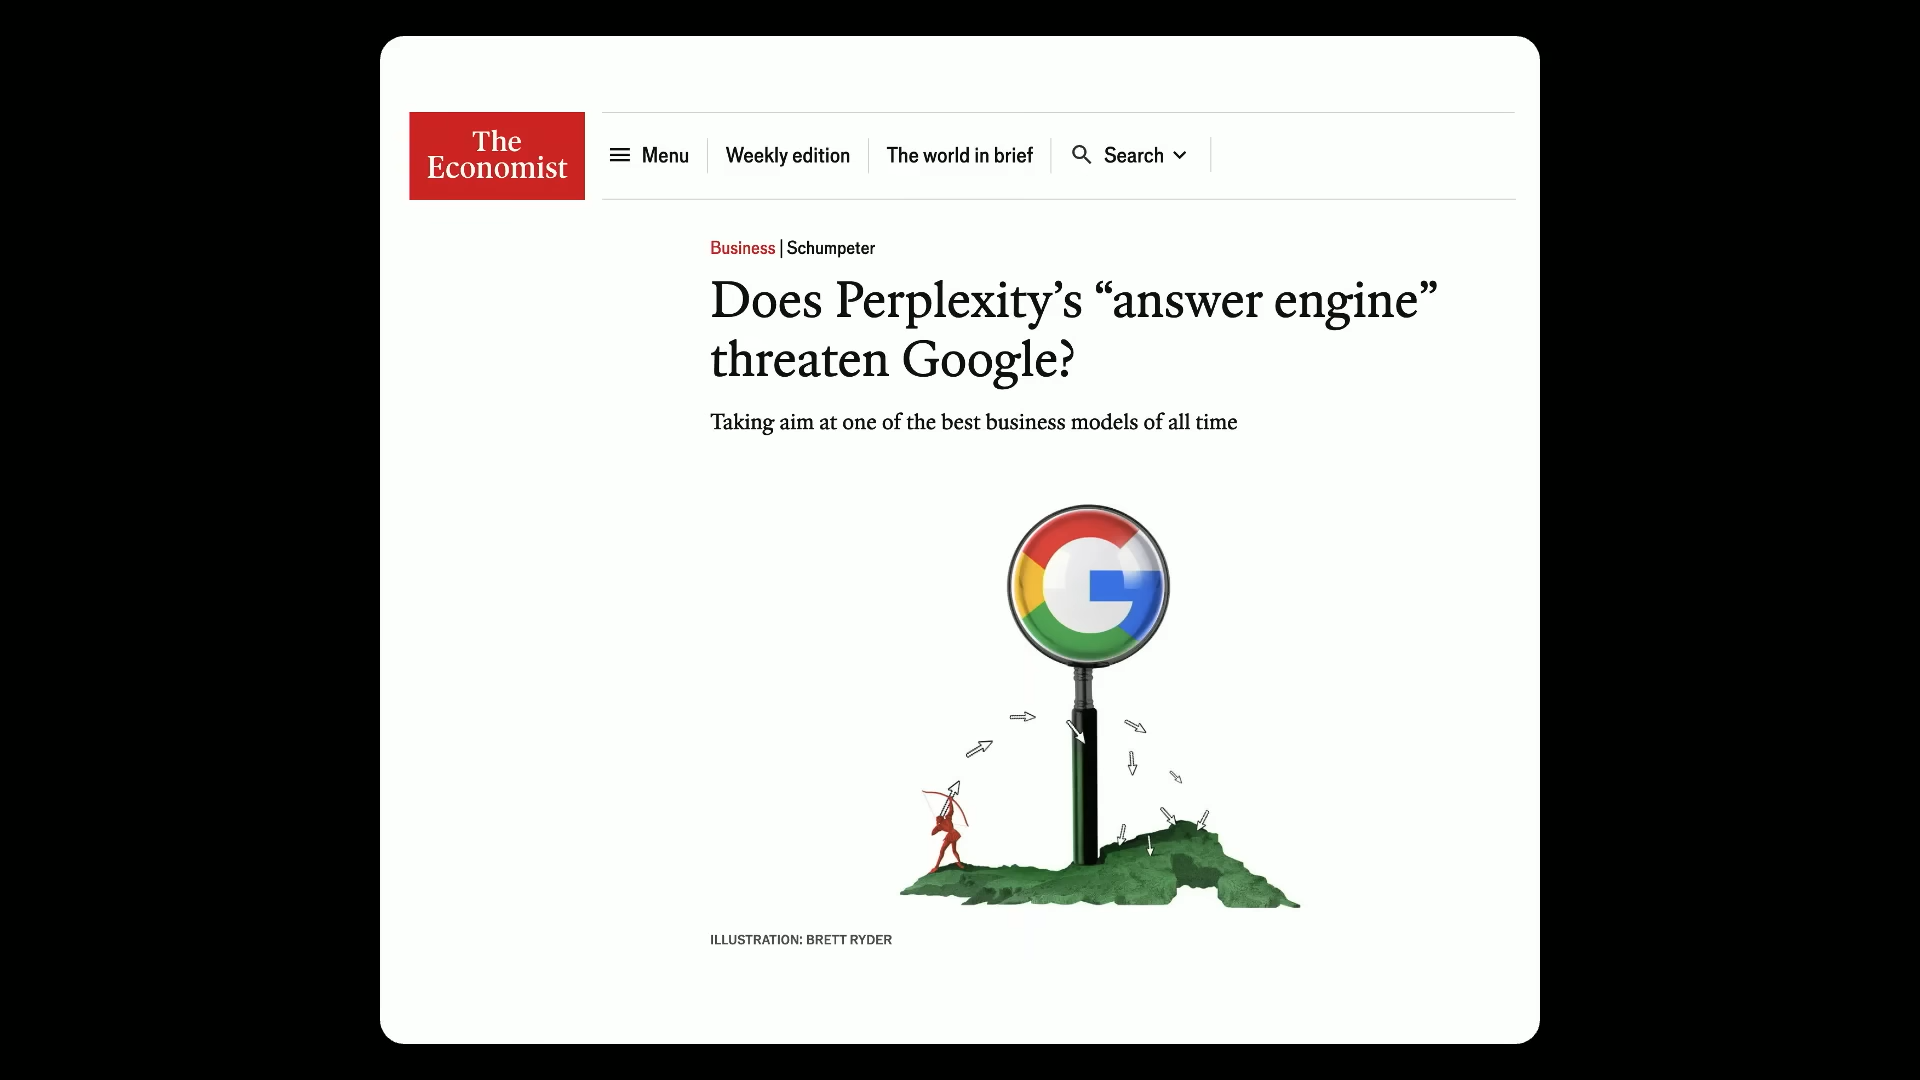 The
Economist
Menu
Weekly edition
The world in brief
Search
Business | Schumpeter
Does Perplexity’s “answer engine”
threaten Google?
Taking aim at one of the best business models of all time
G
ILLUSTRATION: BRETT RYDER